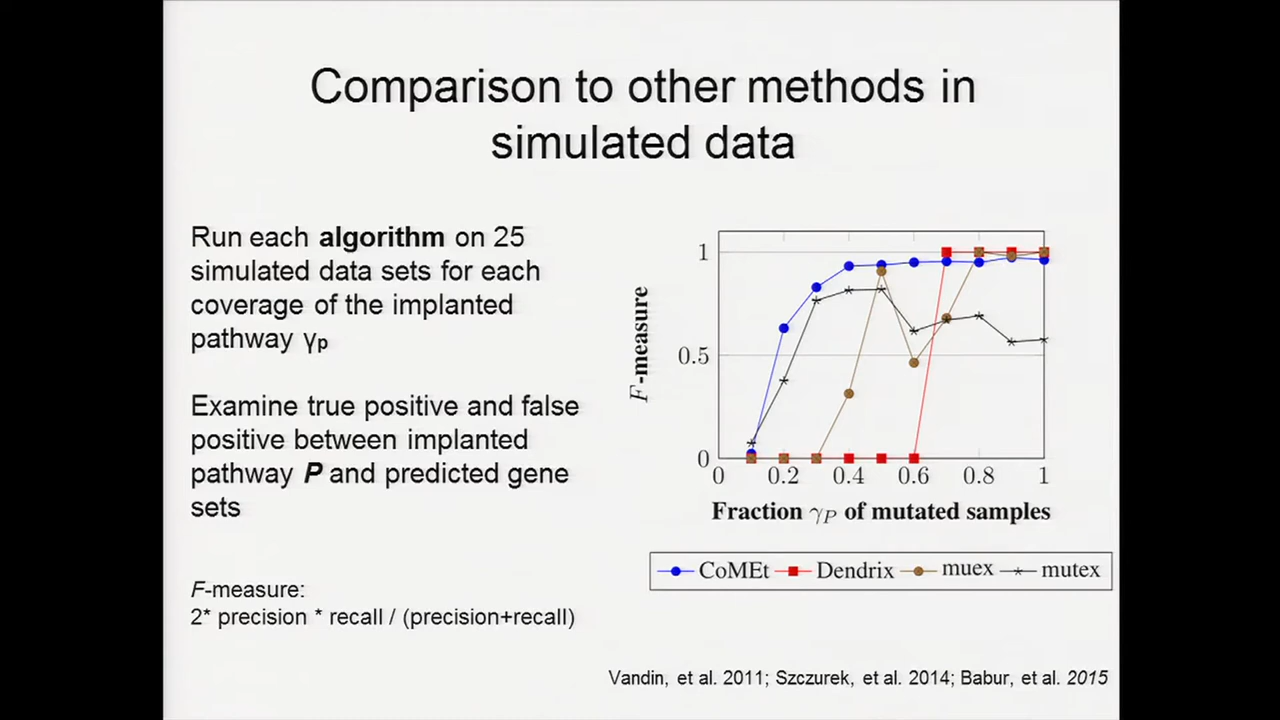 Comparison to other methods in
simulated data
Run each algorithm on 25
simulated data sets for each
coverage of the implanted
pathway γp
Examine true positive and false
positive between implanted
pathway P and predicted gene
sets
F-measure:
2* precision * recall / (precision+recall)
F-measure
1
0.5
0
0 0.2 0.4 0.6 0.8 1
Fraction γP of mutated samples
CoMEt Dendrix muex mutex
Vandin, et al. 2011; Szczurek, et al. 2014; Babur, et al. 2015